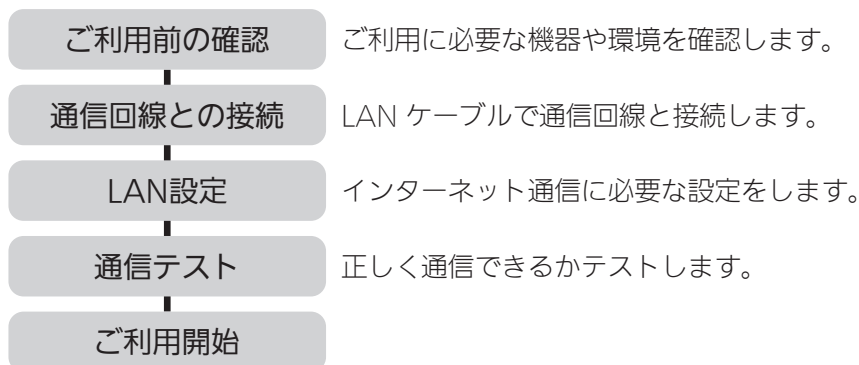 ご利用前の確認 ご利用に必要な機器や環境を確認します。
通信回線との接続 LAN ケーブルで通信回線と接続します。
LAN設定 インターネット通信に必要な設定をします。
通信テスト 正しく通信できるかテストします。
ご利用開始